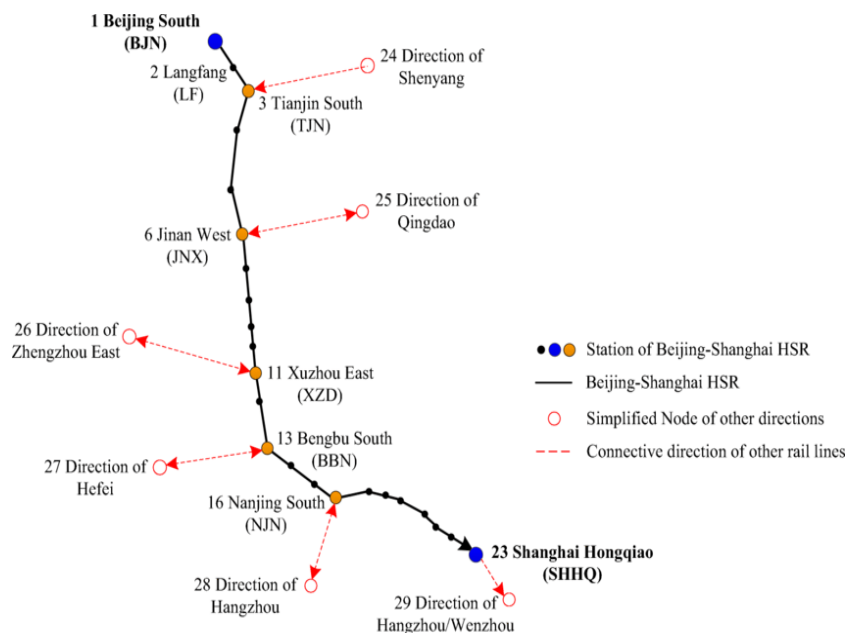 1 Beijing South
(BJN)
2 Langfang
(LF)
24 Direction of
Shenyang
3 Tianjin South
(TJN)
25 Direction of
Qingdao
6 Jinan West
(JNX)
26 Direction of
Zhengzhou East
11 Xuzhou East
(XZD)
13 Bengbu South
(BBN)
27 Direction of
Hefei
16 Nanjing South
(NJN)
28 Direction of
Hangzhou
23 Shanghai Hongqiao
(SHHQ)
29 Direction of
Hangzhou/Wenzhou
Station of Beijing-Shanghai HSR
Beijing-Shanghai HSR
Simplified Node of other directions
Connective direction of other rail lines